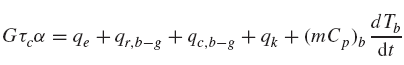 Gτ_cα = q_e + q_{r,b−g} + q_{c,b−g} + q_k + (mC_p)_b dT_b/dt